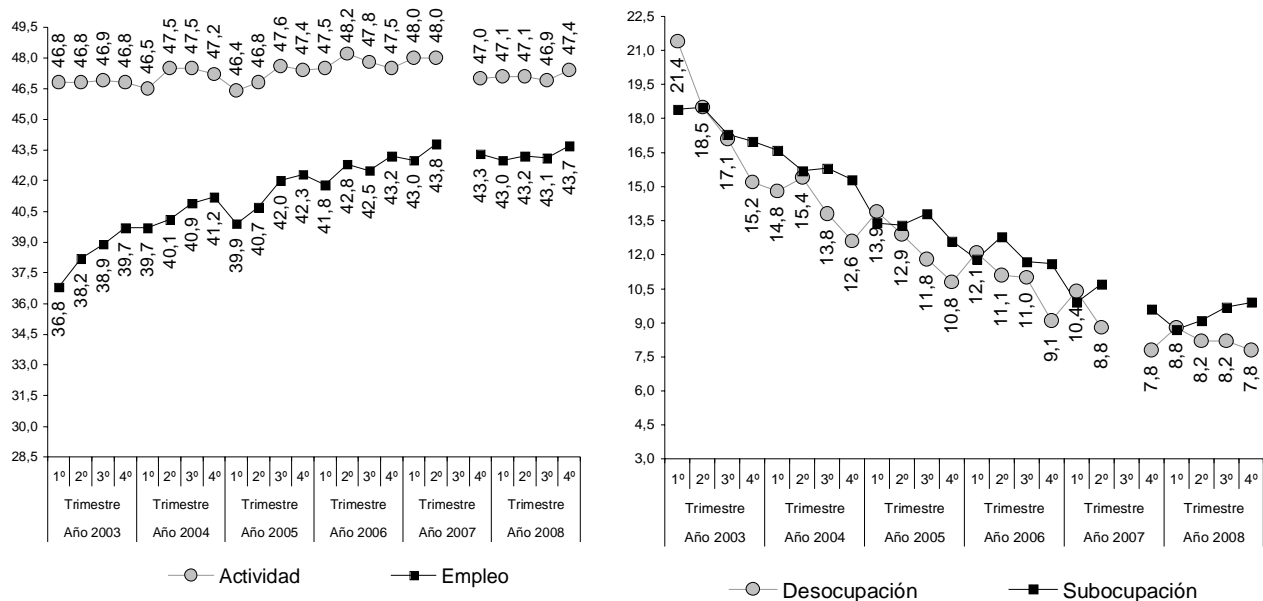 49,5
48,0
46,5
45,0
43,5
42,0
40,5
39,0
37,5
36,0
34,5
33,0
31,5
30,0
28,5
46,8 46,8 46,9 46,8 46,5 47,5 47,5 47,2 46,4 46,8 47,6 47,4 47,5 48,2 47,8 47,5 48,0 48,0 47,0 47,1 47,1 46,9 47,4
36,8 38,2 38,9 39,7 39,7 40,1 40,9 41,2 39,9 40,7 42,0 42,3 41,8 42,8 42,5 43,2 43,0 43,8 43,3 43,0 43,2 43,1 43,7
1º 2º 3º 4º 1º 2º 3º 4º 1º 2º 3º 4º 1º 2º 3º 4º 1º 2º 3º 4º 1º 2º 3º 4º
Trimestre Trimestre Trimestre Trimestre Trimestre Trimestre
Año 2003 Año 2004 Año 2005 Año 2006 Año 2007 Año 2008
Actividad Empleo
22,5
21,0
19,5
18,0
16,5
15,0
13,5
12,0
10,5
9,0
7,5
6,0
4,5
3,0
21,4 18,5 17,1 15,2 14,8 15,4 13,8 12,6 13,9 12,9 11,8 10,8 12,1 11,1 11,0 9,1 10,4 8,8 7,8 8,8 8,2 8,2 7,8
1º 2º 3º 4º 1º 2º 3º 4º 1º 2º 3º 4º 1º 2º 3º 4º 1º 2º 3º 4º 1º 2º 3º 4º
Trimestre Trimestre Trimestre Trimestre Trimestre Trimestre
Año 2003 Año 2004 Año 2005 Año 2006 Año 2007 Año 2008
Desocupación Subocupación